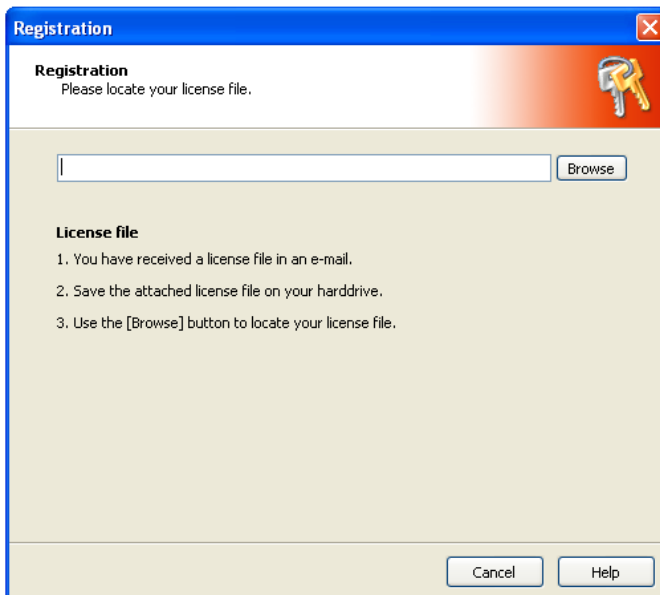 Registration
Registration
Please locate your license file.
Browse
License file
1. You have received a license file in an e-mail.
2. Save the attached license file on your harddrive.
3. Use the [Browse] button to locate your license file.
Cancel
Help